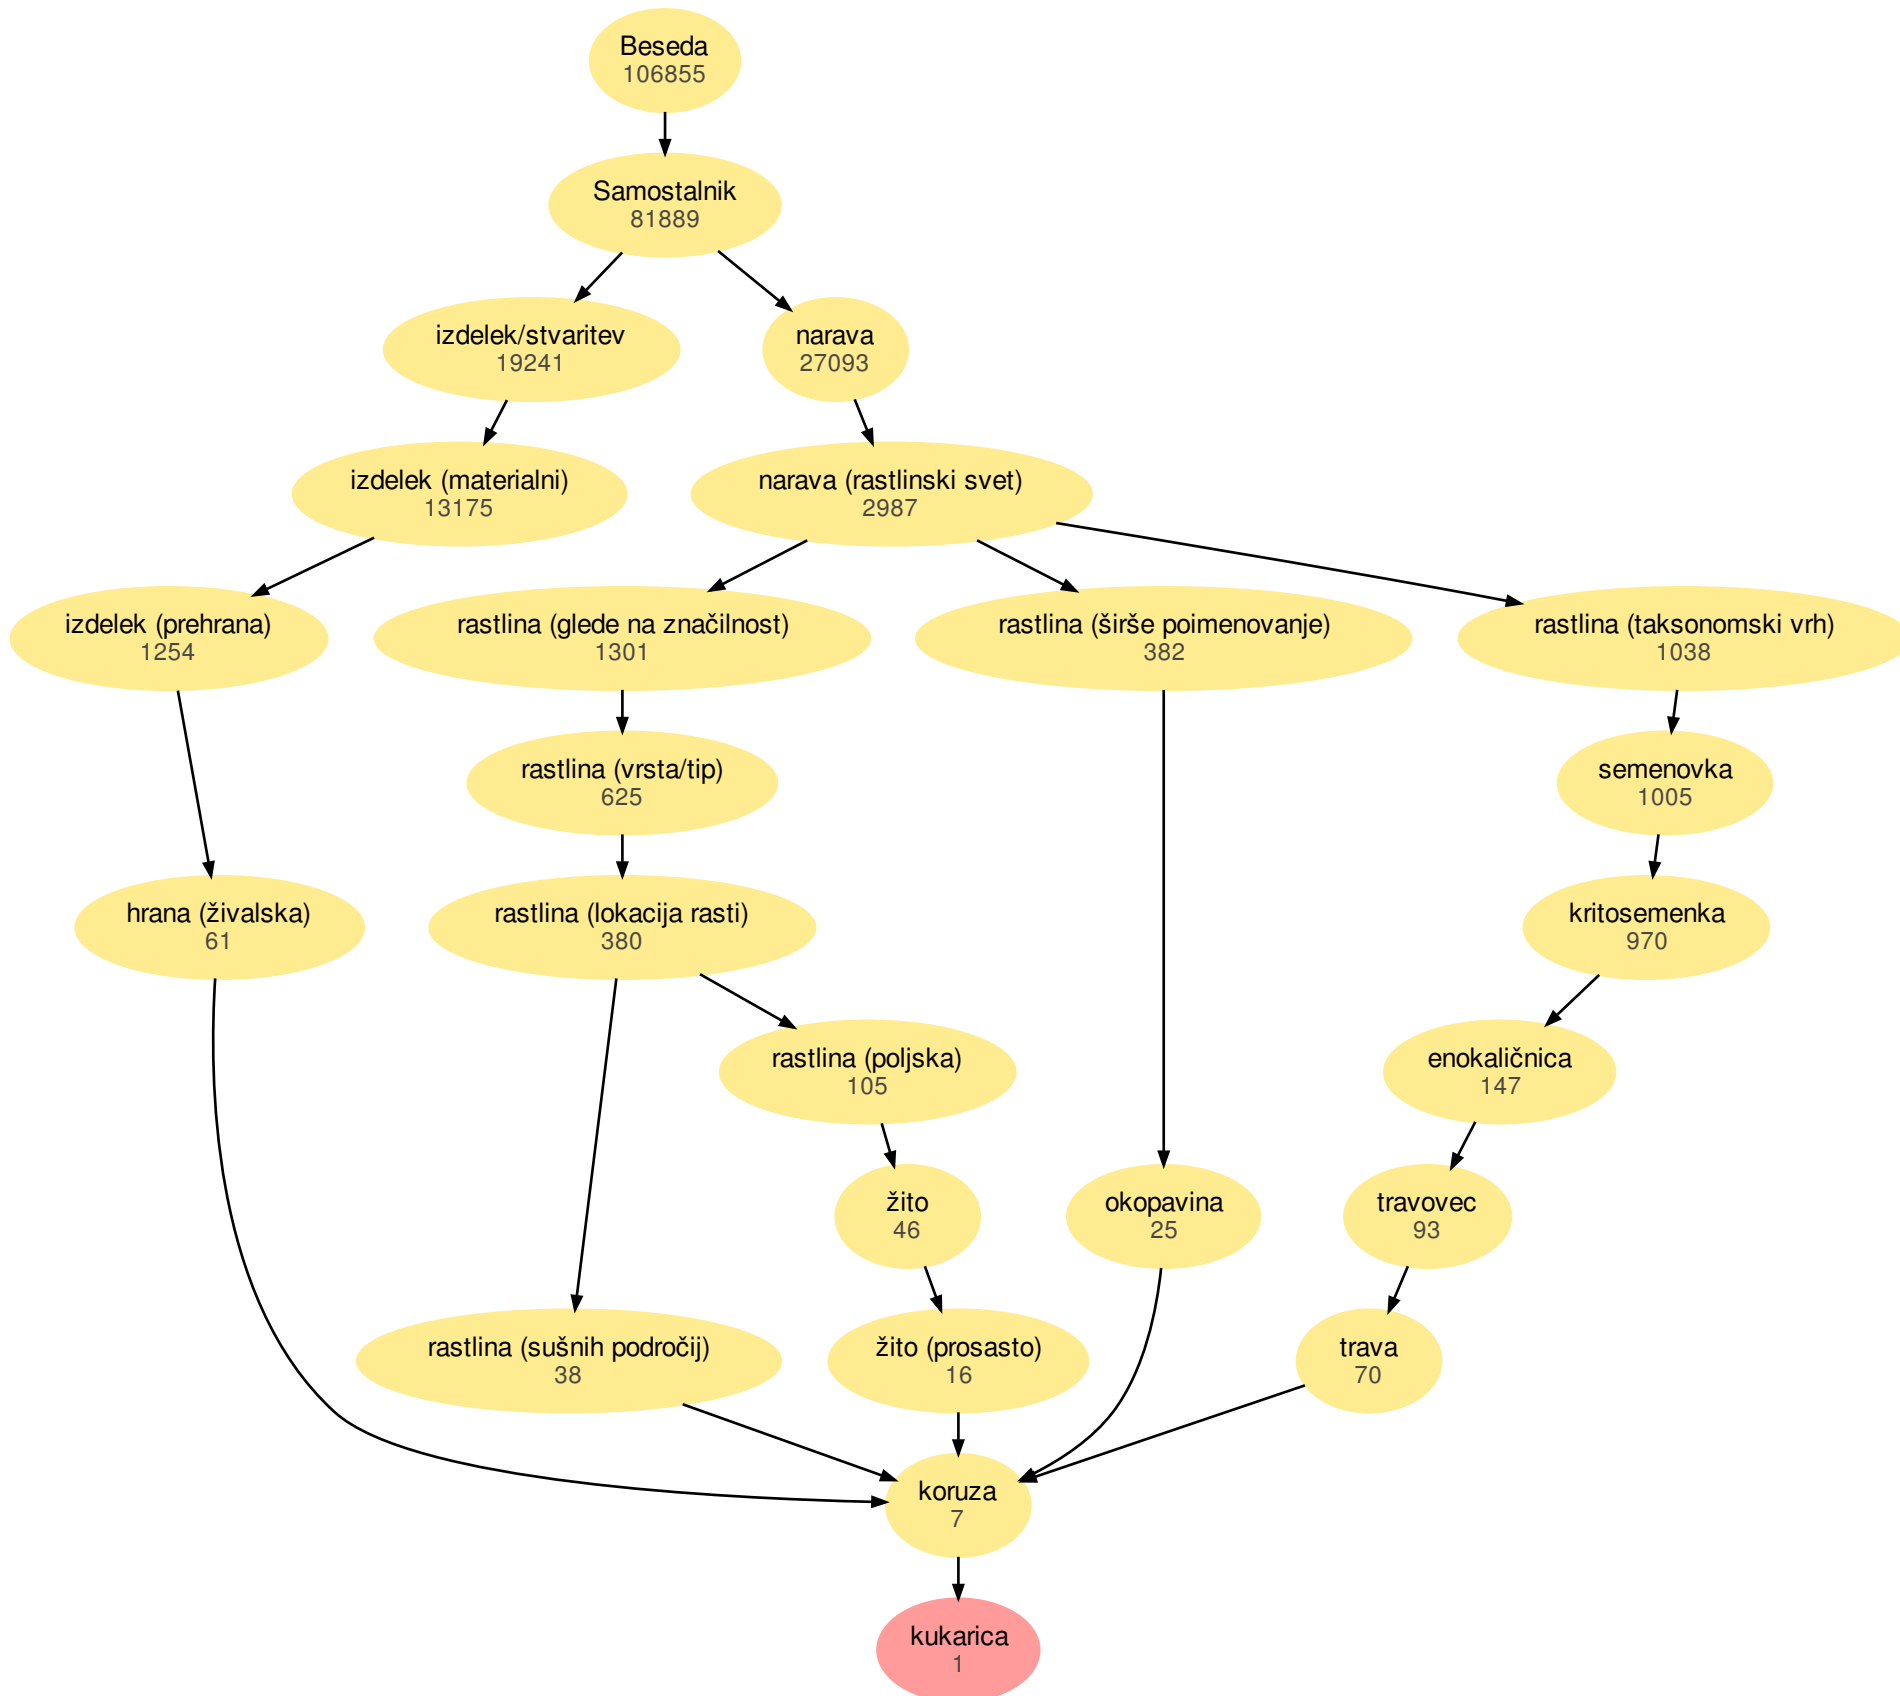 Beseda
106855
Samostalnik
81889
izdelek/stvaritev
19241
narava
27093
izdelek (materialni)
13175
narava (rastlinski svet)
2987
izdelek (prehrana)
1254
rastlina (glede na značilnost)
1301
rastlina (širše poimenovanje)
382
rastlina (taksonomski vrh)
1038
rastlina (vrsta/tip)
625
semenovka
1005
hrana (živalska)
61
rastlina (lokacija rasti)
380
kritosemenka
970
rastlina (poljska)
105
enokaličnica
147
žito
46
okopavina
25
travovec
93
rastlina (sušnih področij)
38
žito (prosasto)
16
trava
70
koruza
7
kukarica
1